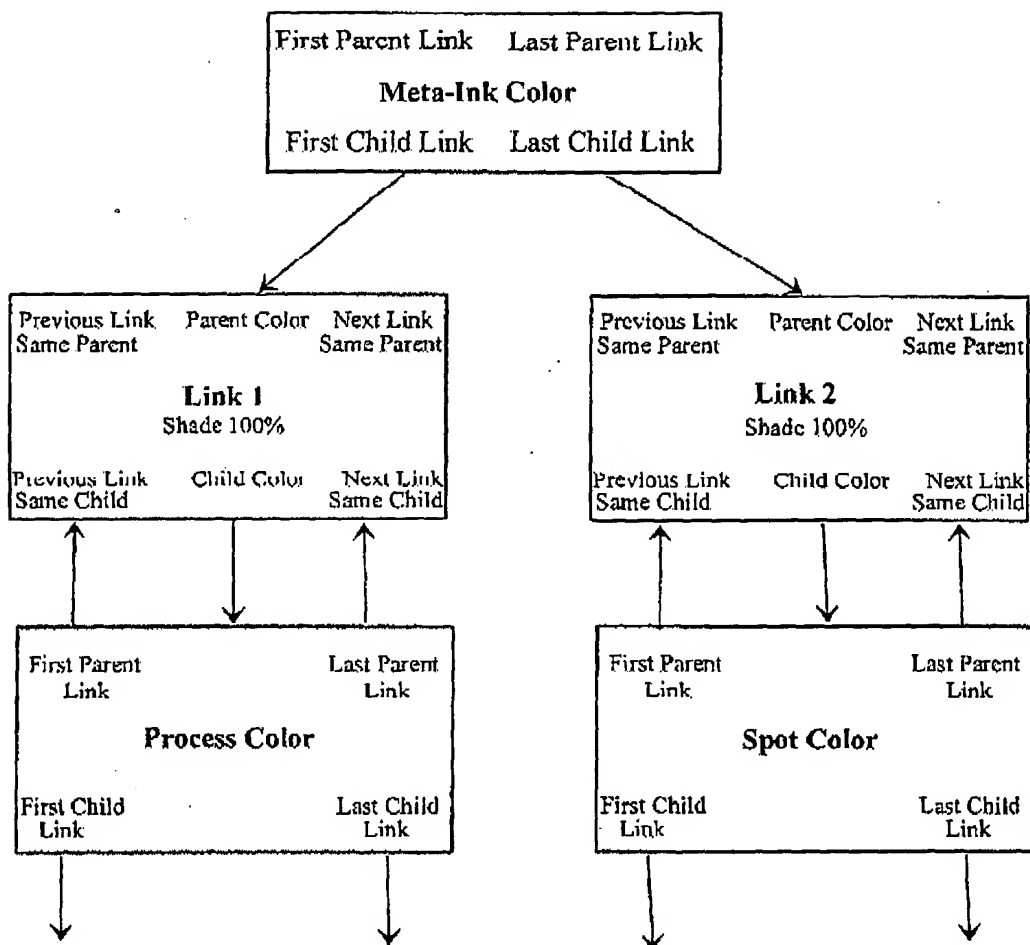 First Parent Link Last Parent Link
Meta-Ink Color
First Child Link Last Child Link
Previous Link Parent Color Next Link
Same Parent Same Parent
Link 1
Shade 100%
Previous Link Child Color Next Link
Same Child Same Child
Previous Link Parent Color Next Link
Same Parent Same Parent
Link 2
Shade 100%
Previous Link Child Color Next Link
Same Child Same Child
First Parent Last Parent
Link Link
Process Color
First Child Last Child
Link Link
First Parent Last Parent
Link Link
Spot Color
First Child Last Child
Link Link